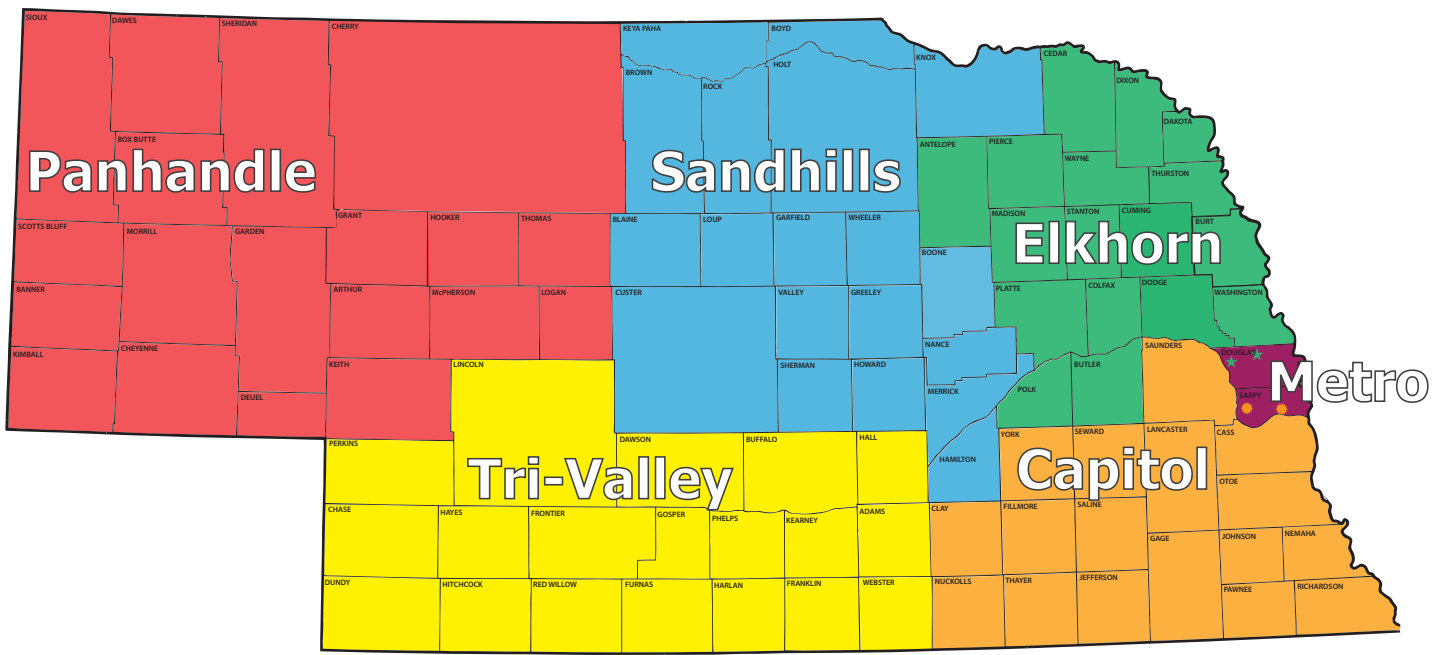 SIOUX
DAWES
SHERIDAN
CHERRY
KEYA PAHA
BOYD
KNOX
CEDAR
DIXON
BROWN
ROCK
HOLT
DAKOTA
BOX BUTTE
ANTELOPE
PIERCE
WAYNE
THURSTON
Panhandle
Sandhills
Elkhorn
SCOTTS BLUFF
MORRILL
GARDEN
GRANT
HOOKER
THOMAS
BLAINE
LOUP
GARFIELD
WHEELER
MADISON
STANTON
CUMING
BURT
BOONE
BANNER
ARTHUR
McPHERSON
LOGAN
CUSTER
VALLEY
GREELEY
PLATTE
COLFAX
DODGE
WASHINGTON
KIMBALL
CHEYENNE
NANCE
SAUNDERS
DOUGLAS
KEITH
LINCOLN
SHERMAN
HOWARD
BUTLER
Metro
DEUEL
MERRICK
POLK
SARPY
PERKINS
DAWSON
BUFFALO
HALL
HAMILTON
YORK
SEWARD
LANCASTER
CASS
Tri-Valley
Capitol
OTOE
CHASE
HAYES
FRONTIER
GOSPER
PHELPS
KEARNEY
ADAMS
CLAY
FILLMORE
SALINE
GAGE
JOHNSON
NEMAHA
DUNDY
HITCHCOCK
RED WILLOW
FURNAS
HARLAN
FRANKLIN
WEBSTER
NUCKOLLS
THAYER
JEFFERSON
PAWNEE
RICHARDSON